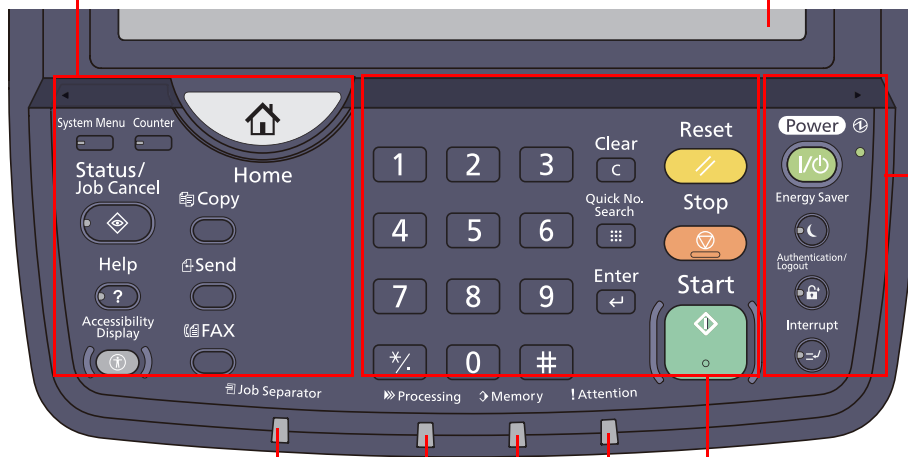 System Menu Counter
Status/
Job Cancel
Home
Copy
Help
Send
Accessibility
Display
FAX
Job Separator
1 2 3
4 5 6
7 8 9
*/. 0 #
Clear
C
Quick No.
Search
Enter
Reset
Stop
Start
Processing Memory ! Attention
Power
I/⏻
Energy Saver
Authentication/
Logout
Interrupt
?